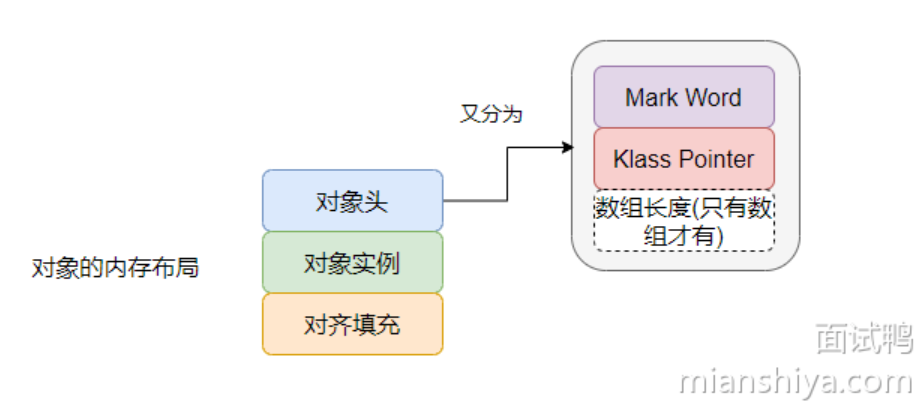 对象的内存布局
对象头
对象实例
对齐填充
又分为
Mark Word
Klass Pointer
数组长度(只有数
组才有)
面试鸭
mianshiya.com